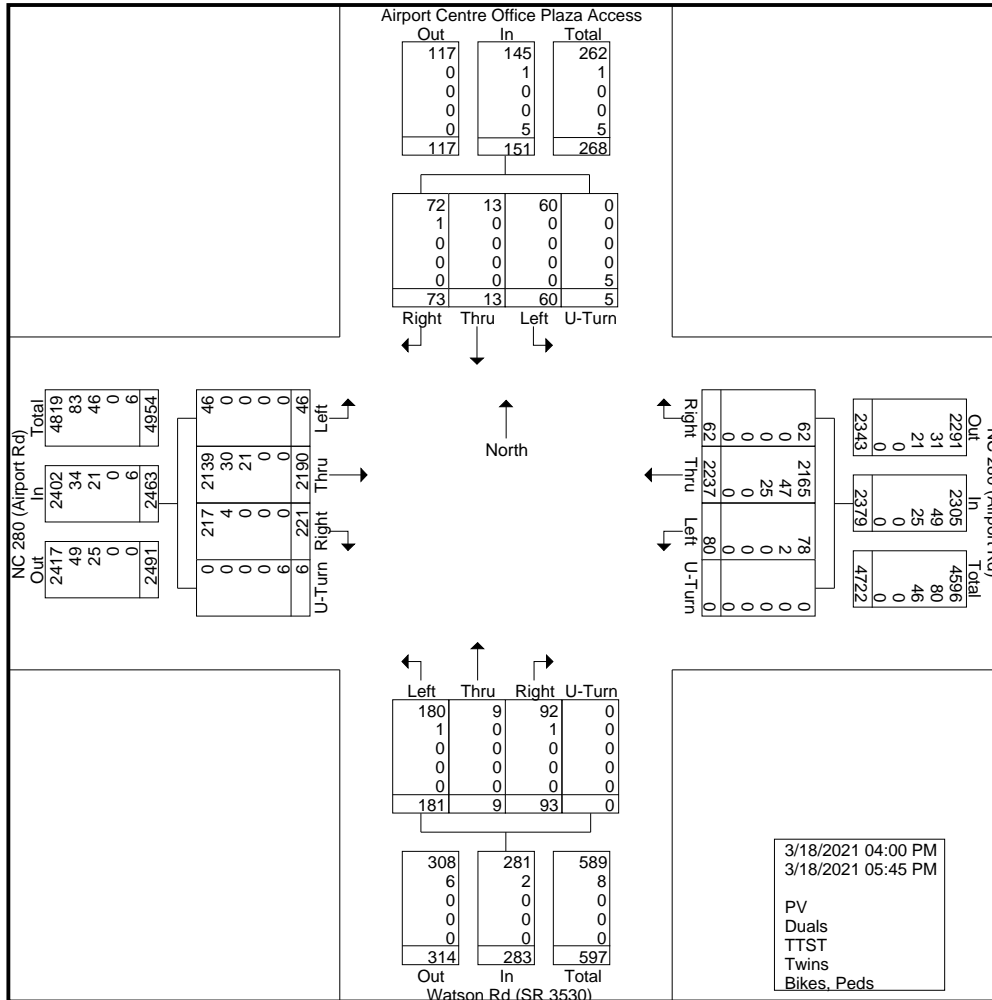 Airport Centre Office Plaza Access
Out In Total
117 145 262
0 1 1
0 0 0
0 0 0
0 5 5
117 151 268
72 13 60 0
1 0 0 0
0 0 0 0
0 0 0 0
0 0 0 5
73 13 60 5
Right Thru Left U-Turn
NC 280 (Airport Rd)
Total
4819 83 46 0 6 4954
In
2402 34 21 0 6 2463
Out
2417 49 25 0 0 2491
Left
46 0 0 0 0 46
Thru
2139 30 21 0 0 2190
Right
217 4 0 0 0 221
U-Turn
0 0 0 0 6 6
North
Right
62 0 0 0 0 62
Thru
2165 47 25 0 0 2237
Left
78 2 0 0 0 80
U-Turn
0 0 0 0 0 0
NC 280 (Airport Rd)
Out
2291 31 21 0 0 2343
In
2305 49 25 0 0 2379
Total
4596 80 46 0 0 4722
Left Thru Right U-Turn
180 9 92 0
1 0 1 0
0 0 0 0
0 0 0 0
0 0 0 0
181 9 93 0
308 281 589
6 2 8
0 0 0
0 0 0
0 0 0
314 283 597
Out In Total
Watson Rd (SR 3530)
3/18/2021 04:00 PM
3/18/2021 05:45 PM
PV
Duals
TTST
Twins
Bikes, Peds